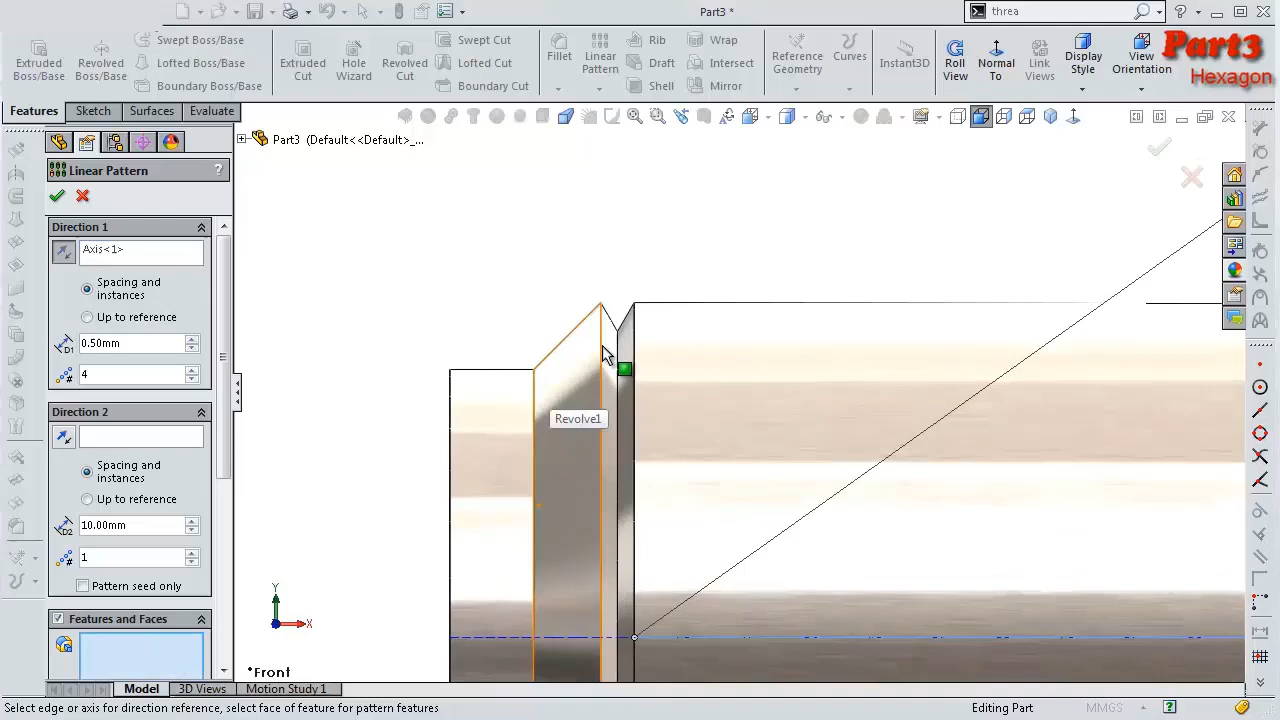 Part3 *
threa
Extruded Boss/Base
Revolved Boss/Base
Swept Boss/Base
Lofted Boss/Base
Boundary Boss/Base
Extruded Cut
Hole Wizard
Revolved Cut
Swept Cut
Lofted Cut
Boundary Cut
Fillet
Linear Pattern
Rib
Draft
Shell
Wrap
Intersect
Mirror
Reference Geometry
Curves
Instant3D
Roll View
Normal To
Link Views
Display Style
View Orientation
Part3
Hexagon
Features
Sketch
Surfaces
Evaluate
Part3 (Default<<Default>_...
Linear Pattern
?
Direction 1
Axis<1>
Spacing and instances
Up to reference
D1
0.50mm
4
Direction 2
Spacing and instances
Up to reference
D2
10.00mm
1
Pattern seed only
Features and Faces
Revolve1
Y
X
*Front
Model
3D Views
Motion Study 1
Select edge or axis for direction reference, select face of feature for pattern features
Editing Part
MMGS